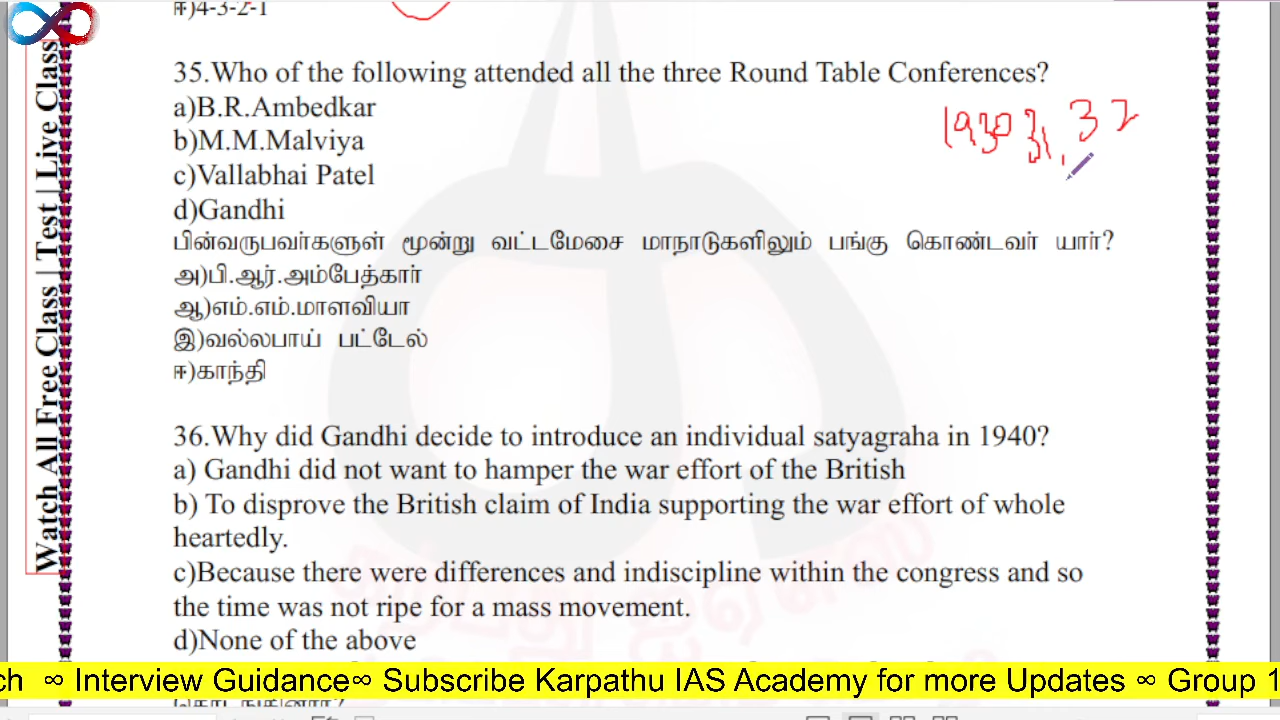 ஈ)4-3-2-1
35.Who of the following attended all the three Round Table Conferences?
a)B.R.Ambedkar
b)M.M.Malviya
c)Vallabhai Patel
d)Gandhi
1930 31, 32
பின்வருபவர்களுள் மூன்று வட்டமேசை மாநாடுகளிலும் பங்கு கொண்டவர் யார்?
அ)பி.ஆர்.அம்பேத்கார்
ஆ)எம்.எம்.மாளவியா
இ)வல்லபாய் பட்டேல்
ஈ)காந்தி
36.Why did Gandhi decide to introduce an individual satyagraha in 1940?
a) Gandhi did not want to hamper the war effort of the British
b) To disprove the British claim of India supporting the war effort of whole
heartedly.
c)Because there were differences and indiscipline within the congress and so
the time was not ripe for a mass movement.
d)None of the above
Watch All Free Class | Test | Live Class
ch ∞ Interview Guidance∞ Subscribe Karpathu IAS Academy for more Updates ∞ Group 1